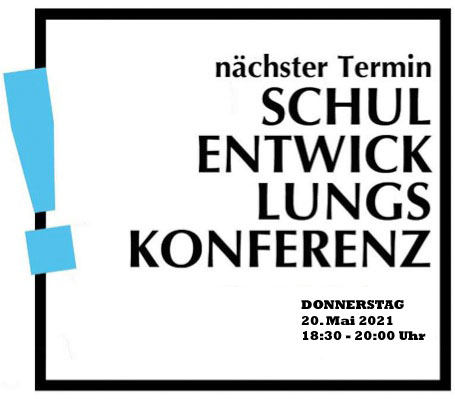 nächster Termin
SCHUL
ENTWICK
LUNGS
KONFERENZ
DONNERSTAG
20. Mai 2021
18:30 - 20:00 Uhr